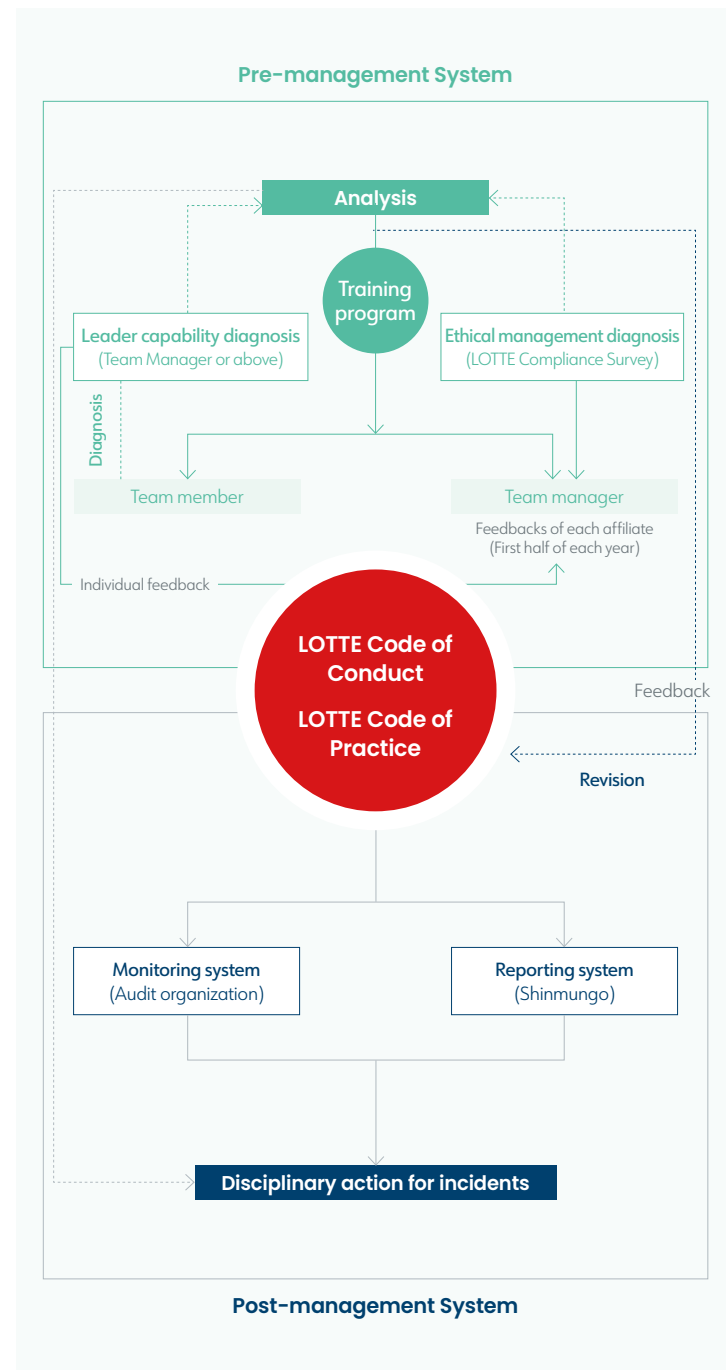 Pre-management System
Analysis
Training
program
Leader capability diagnosis
(Team Manager or above)
Ethical management diagnosis
(LOTTE Compliance Survey)
Diagnosis
Team member
Team manager
Feedbacks of each affiliate
(First half of each year)
Individual feedback
LOTTE Code of
Conduct
LOTTE Code of
Practice
Feedback
Revision
Monitoring system
(Audit organization)
Reporting system
(Shinmungo)
Disciplinary action for incidents
Post-management System